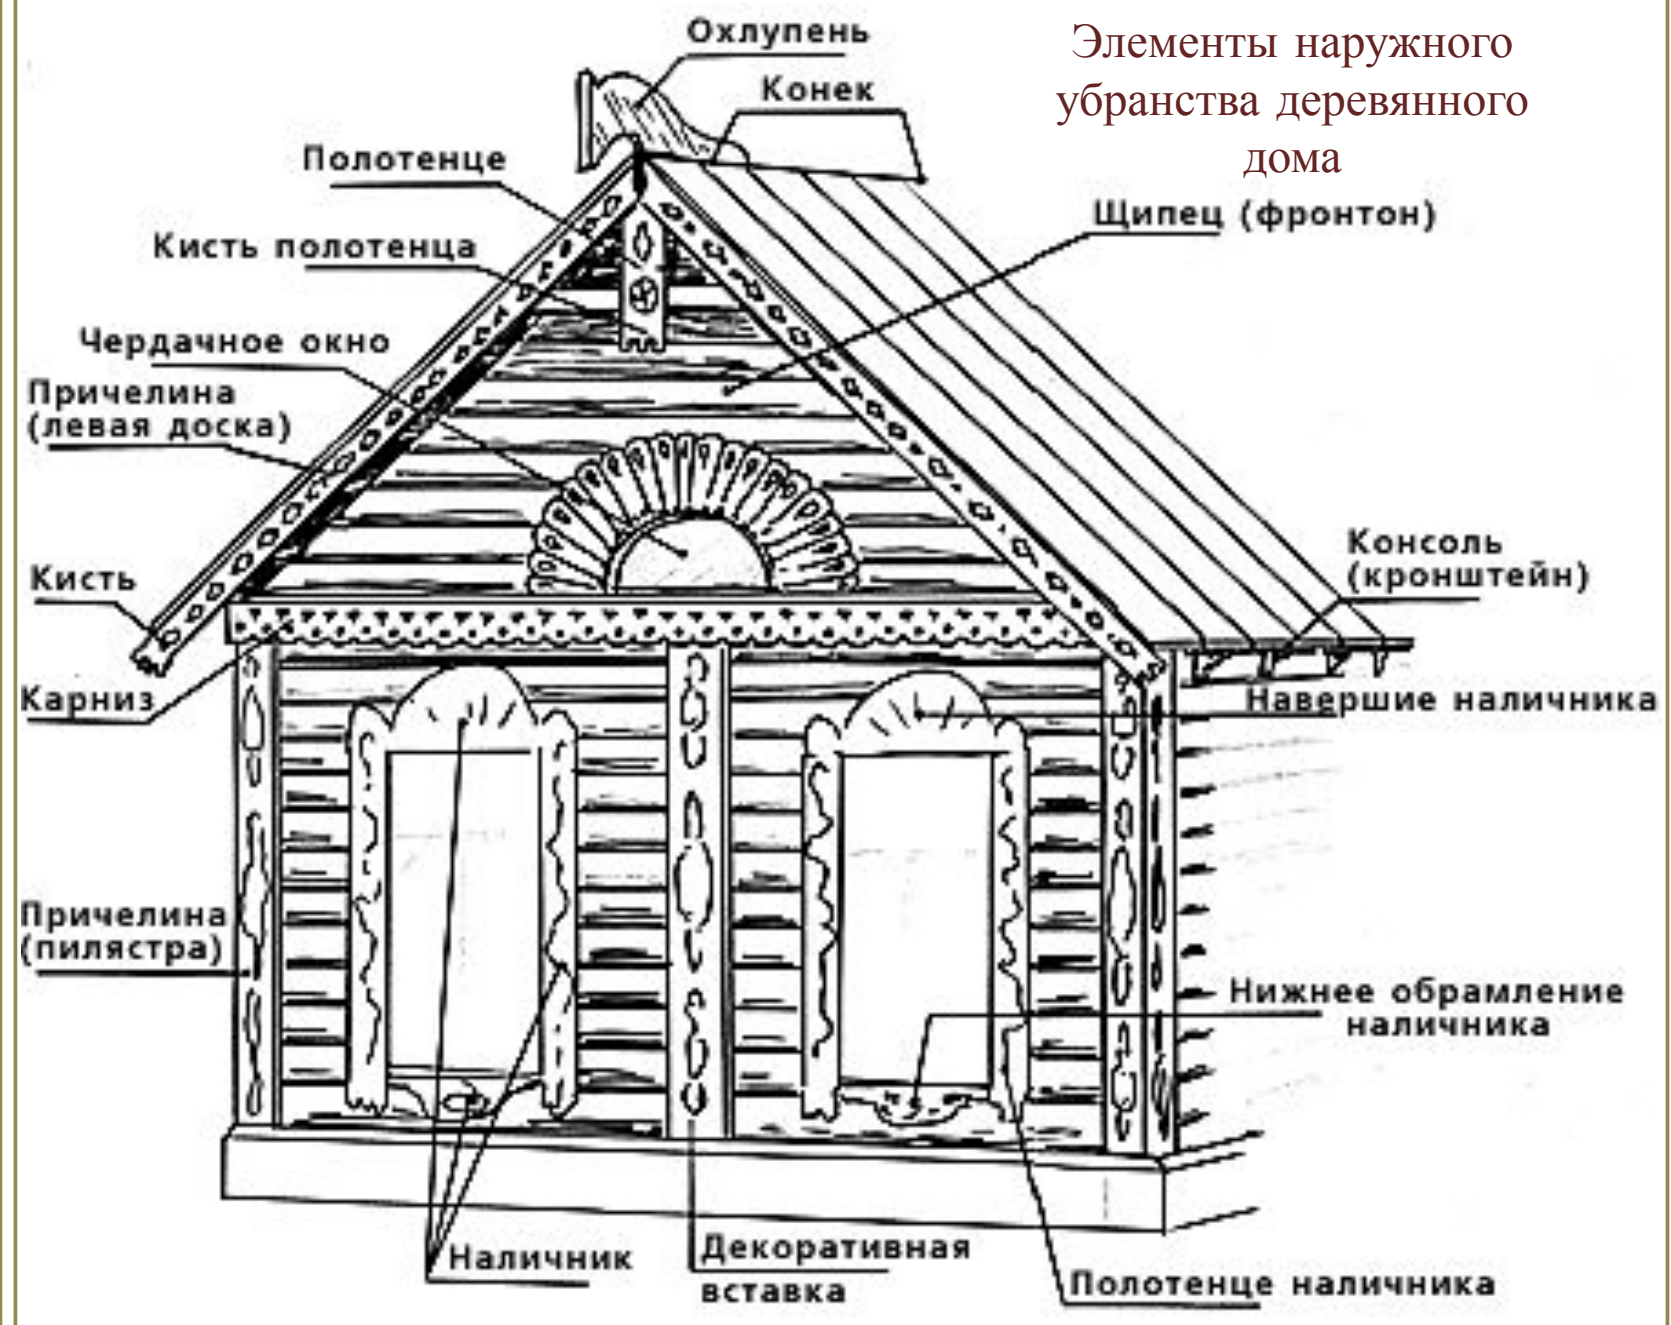 Охлупень
Элементы наружного
убранства деревянного
дома
Конек
Полотенце
Щипец (фронтон)
Кисть полотенца
Чердачное окно
Причелина
(левая доска)
Консоль
(кронштейн)
Кисть
Карниз
Навершие наличника
Причелина
(пилястра)
Нижнее обрамление
наличника
Наличник
Декоративная
вставка
Полотенце наличника